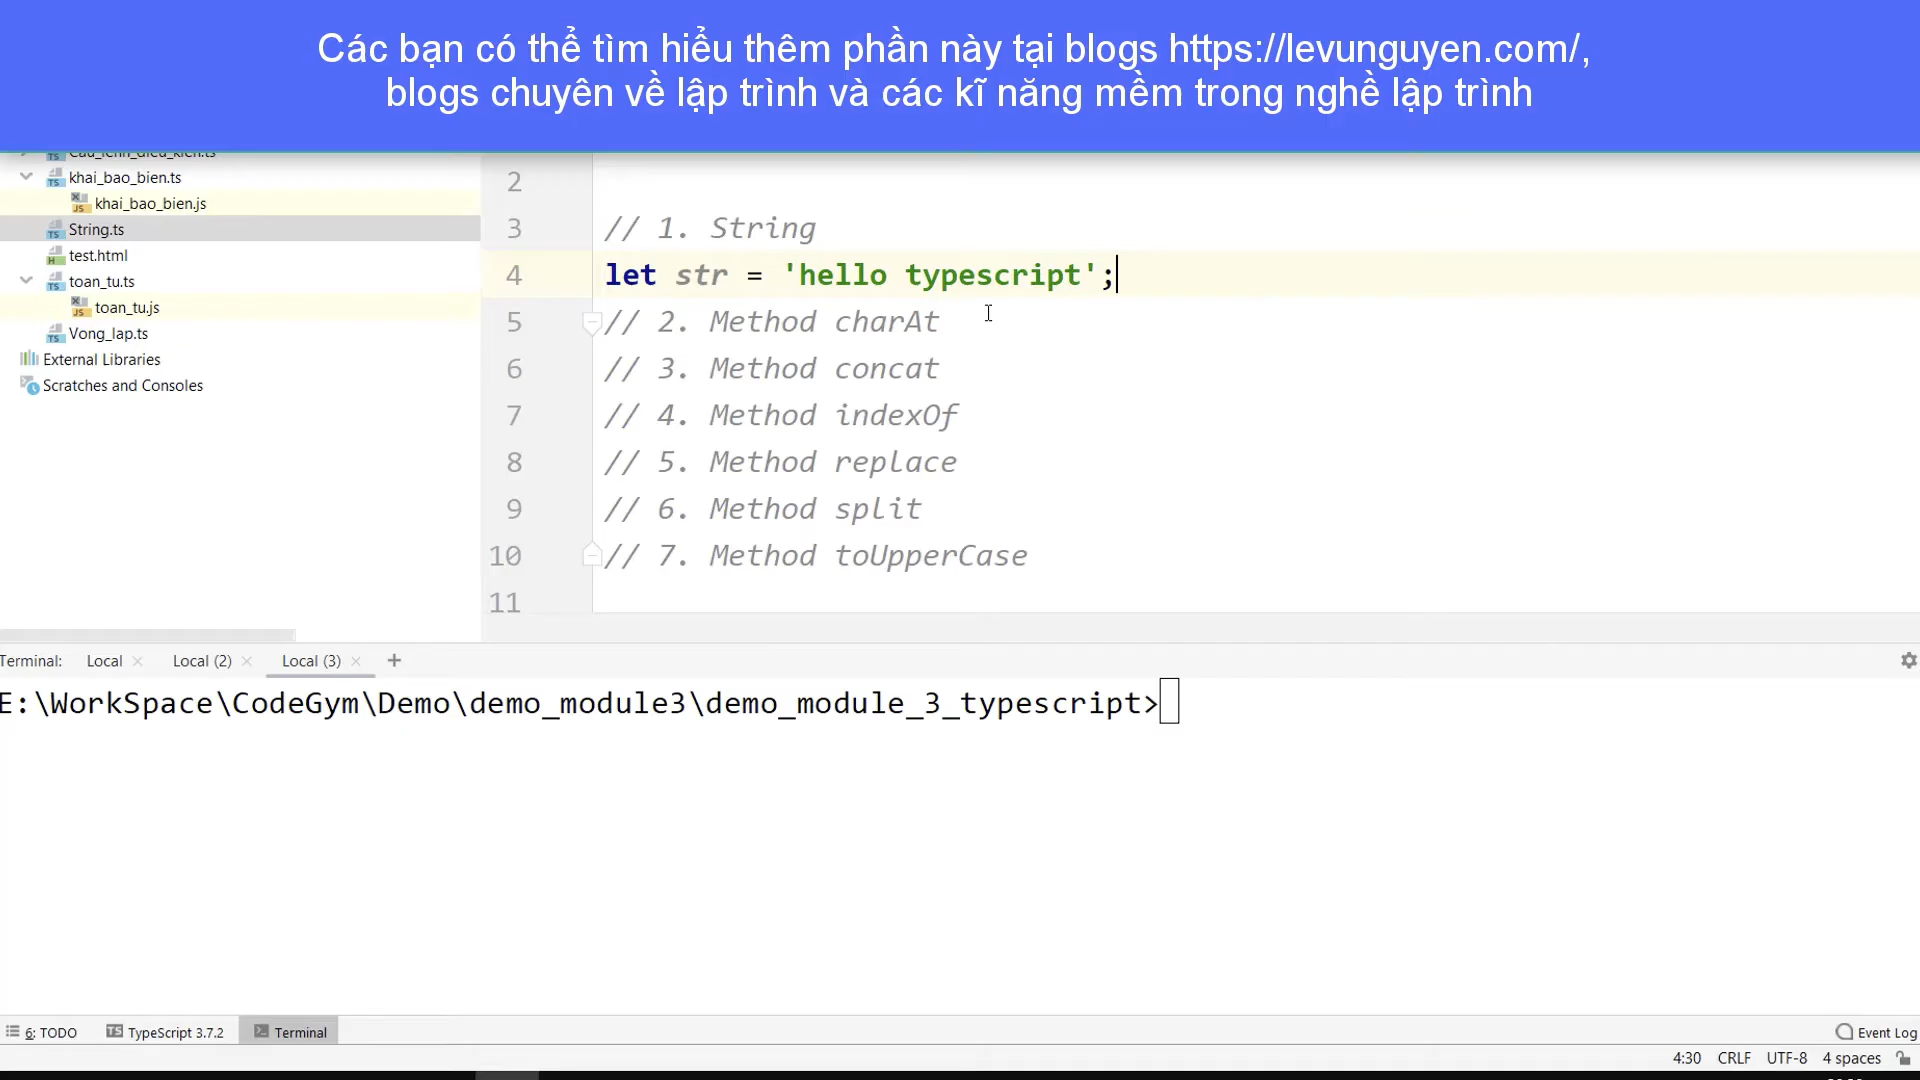 Các bạn có thể tìm hiểu thêm phần này tại blogs https://levunguyen.com/,
blogs chuyên về lập trình và các kĩ năng mềm trong nghề lập trình
khai_bao_bien.ts
khai_bao_bien.js
String.ts
test.html
toan_tu.ts
toan_tu.js
Vong_lap.ts
External Libraries
Scratches and Consoles
2
3 // 1. String
4 let str = 'hello typescript';
5 // 2. Method charAt
6 // 3. Method concat
7 // 4. Method indexOf
8 // 5. Method replace
9 // 6. Method split
10 // 7. Method toUpperCase
11
Terminal: Local Local (2) Local (3) +
E:\WorkSpace\CodeGym\Demo\demo_module3\demo_module_3_typescript>
6: TODO TypeScript 3.7.2 Terminal Event Log
4:30 CRLF UTF-8 4 spaces